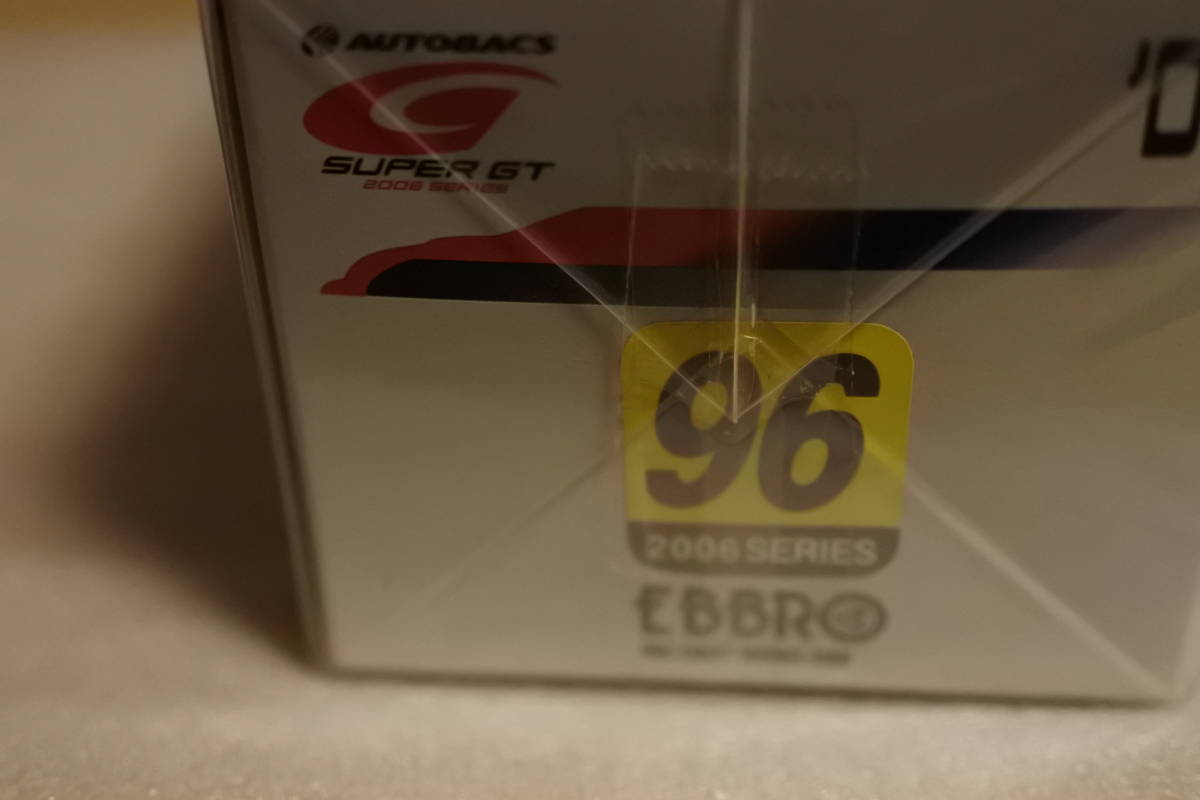 AUTOBACS
SUPER GT
2006 SERIES
96
2006 SERIES
EBBRO